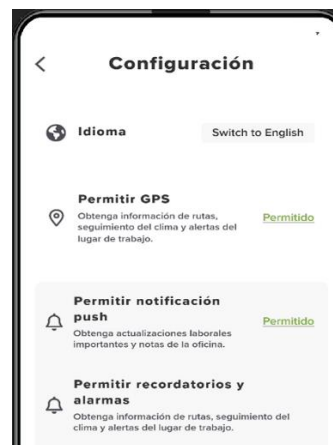 Configuración
Idioma
Switch to English
Permitir GPS
Obtenga información de rutas,
seguimiento del clima y alertas del
lugar de trabajo.
Permitido
Permitir notificación
push
Obtenga actualizaciones laborales
importantes y notas de la oficina.
Permitido
Permitir recordatorios y
alarmas
Obtenga información de rutas, seguimiento del
clima y alertas del lugar de trabajo.